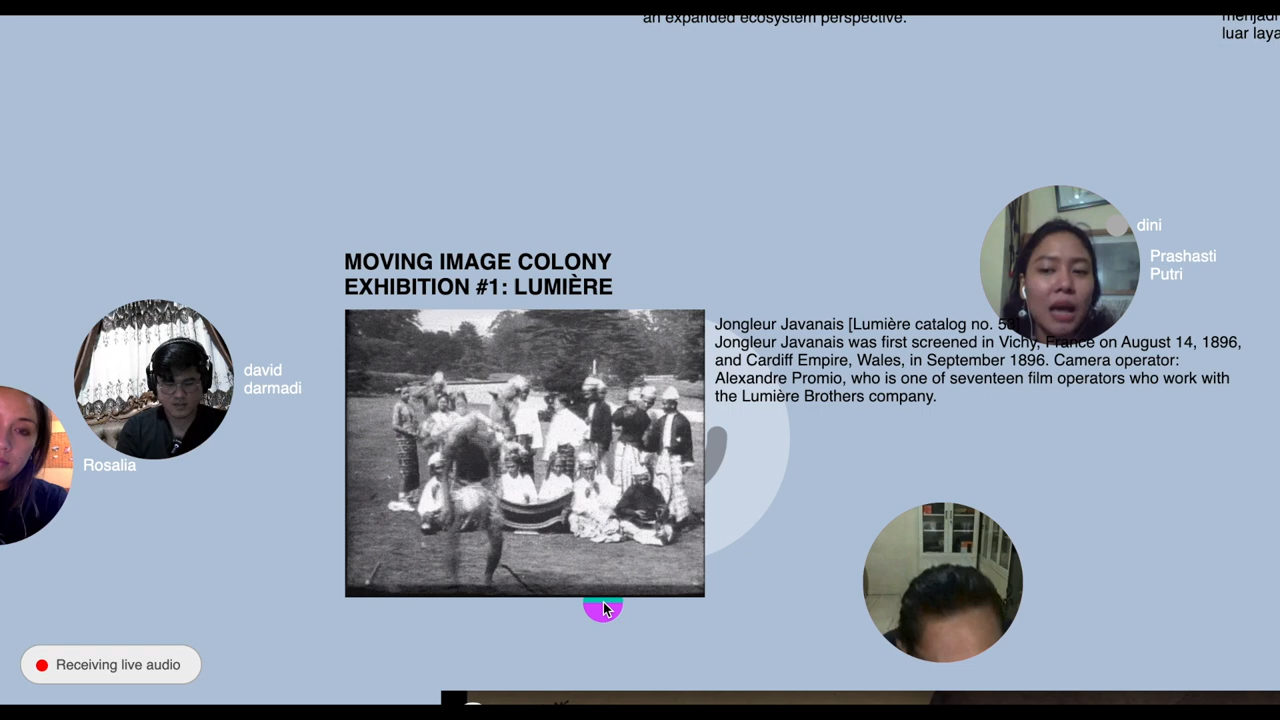 an expanded ecosystem perspective.
luar laya
MOVING IMAGE COLONY
EXHIBITION #1: LUMIÈRE
dini
Prashasti
Putri
Jongleur Javanais [Lumière catalog no. 53]
Jongleur Javanais was first screened in Vichy, France on August 14, 1896,
and Cardiff Empire, Wales, in September 1896. Camera operator:
Alexandre Promio, who is one of seventeen film operators who work with
the Lumière Brothers company.
david
darmadi
Rosalia
Receiving live audio